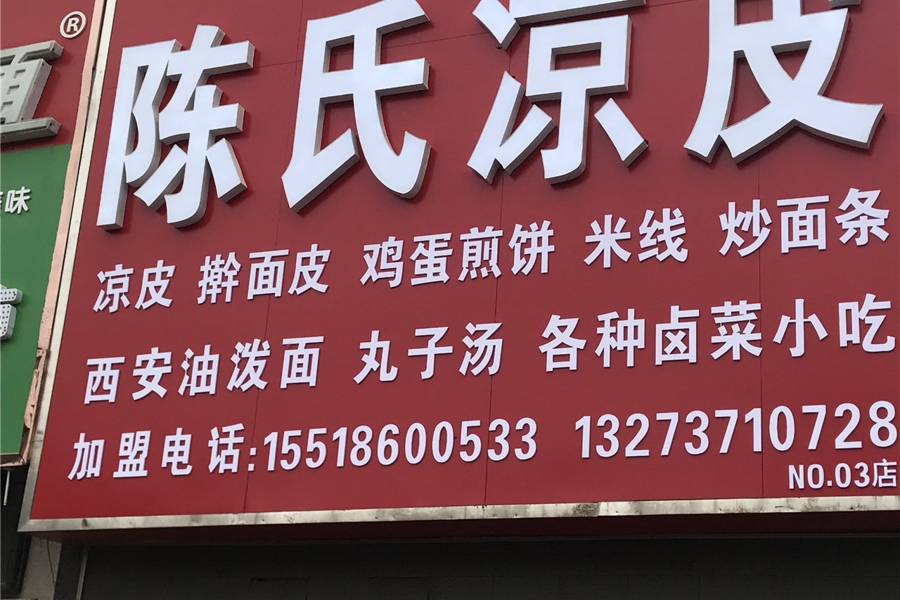 陈氏凉皮
凉皮 擀面皮 鸡蛋煎饼 米线 炒面条
西安油泼面 丸子汤 各种卤菜小吃
加盟电话:15518600533 13273710728
NO.03店
®
味